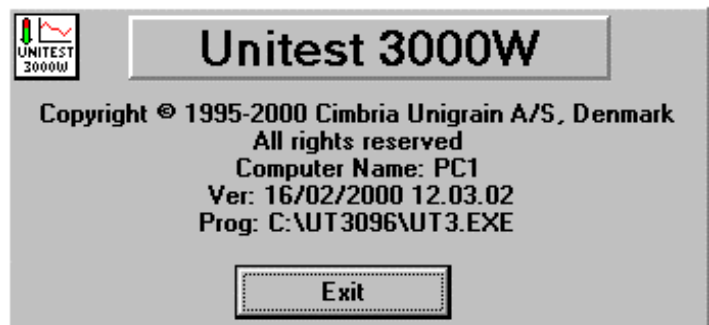 UNITEST
3000W
Unitest 3000W
Copyright © 1995-2000 Cimbria Unigrain A/S, Denmark
All rights reserved
Computer Name: PC1
Ver: 16/02/2000 12.03.02
Prog: C:\UT3096\UT3.EXE
Exit